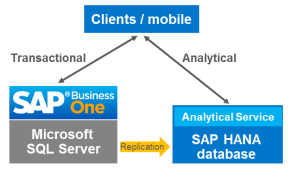 Clients / mobile
Transactional
Analytical
SAP® Business One
Analytical Service
Microsoft
SQL Server
Replication
SAP HANA
database